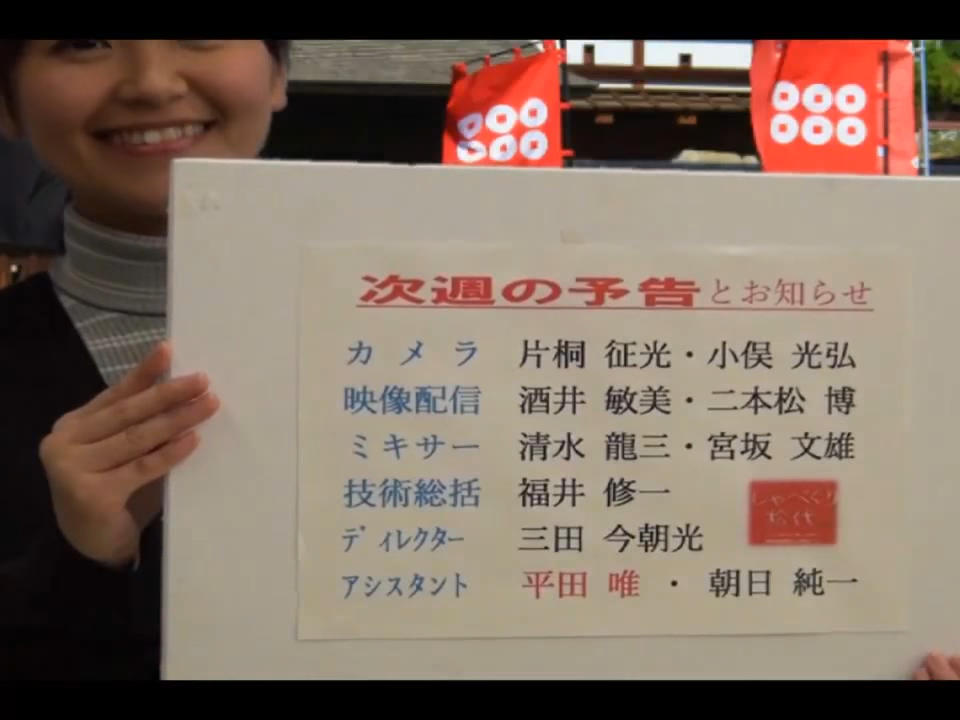 次週の予告とお知らせ
カメラ 片桐 征光・小俣 光弘
映像配信 酒井 敏美・二本松 博
ミキサー 清水 龍三・宮坂 文雄
技術総括 福井 修一
しゃべくり
松代
ディレクター 三田 今朝光
アシスタント 平田 唯・朝日 純一